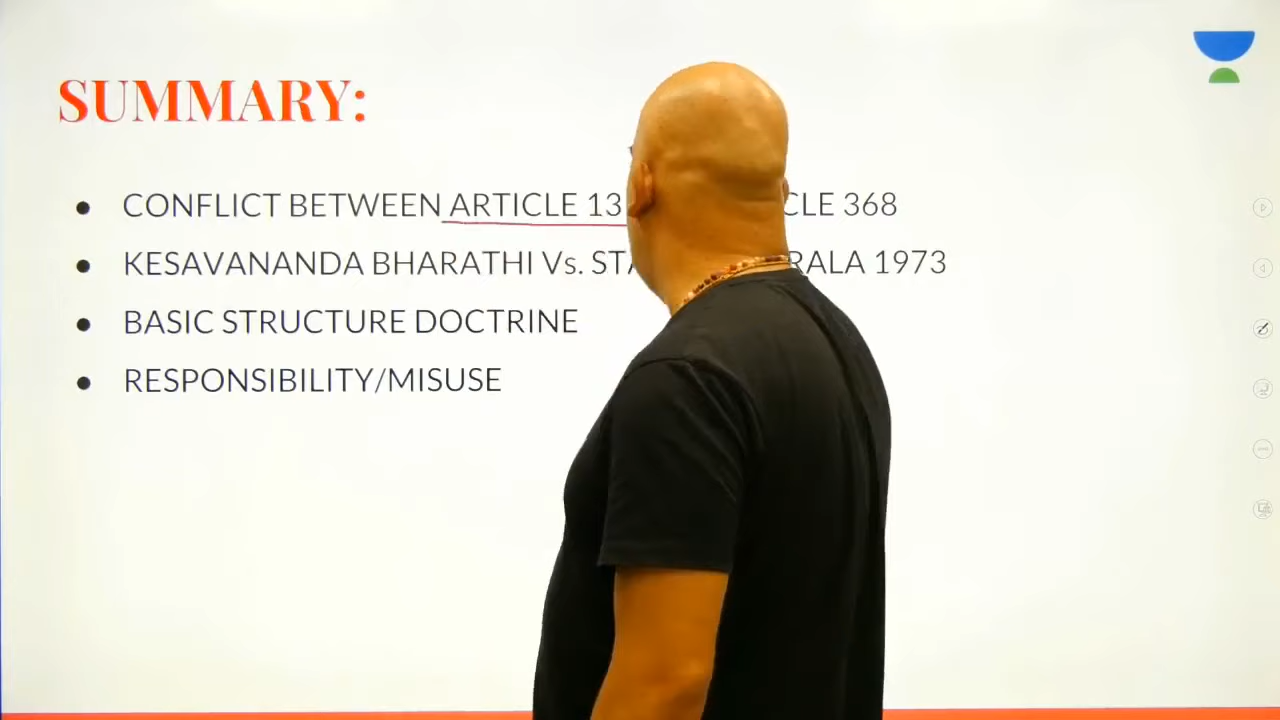 SUMMARY:
CONFLICT BETWEEN ARTICLE 13 CLE 368
KESAVANANDA BHARATHI Vs. STA RALA 1973
BASIC STRUCTURE DOCTRINE
RESPONSIBILITY/MISUSE